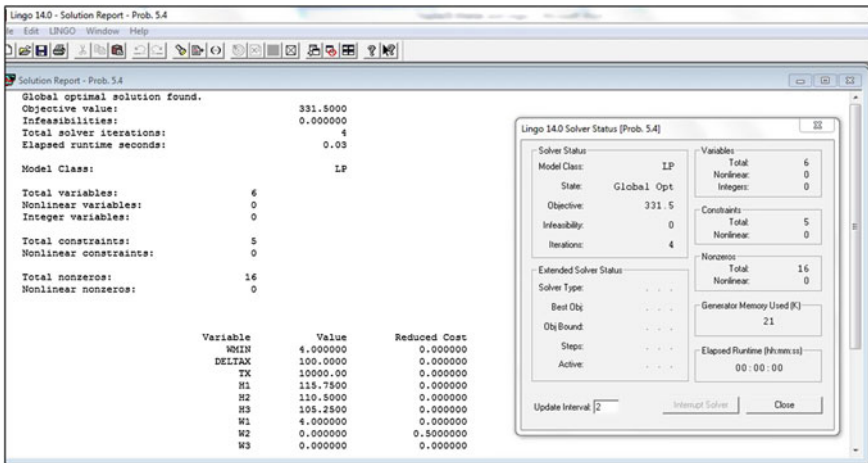 Lingo 14.0 - Solution Report - Prob. 5.4
le Edit LINGO Window Help
Solution Report - Prob. 5.4
Global optimal solution found.
Objective value: 331.5000
Infeasibilities: 0.000000
Total solver iterations: 4
Elapsed runtime seconds: 0.03
Model Class: LP
Total variables: 6
Nonlinear variables: 0
Integer variables: 0
Total constraints: 5
Nonlinear constraints: 0
Total nonzeros: 16
Nonlinear nonzeros: 0
Variable Value Reduced Cost
WMIN 4.000000 0.000000
DELTAX 100.0000 0.000000
TX 10000.00 0.000000
H1 115.7500 0.000000
H2 110.5000 0.000000
H3 105.2500 0.000000
W1 4.000000 0.000000
W2 0.000000 0.5000000
W3 0.000000 0.000000
Lingo 14.0 Solver Status [Prob. 5.4]
Solver Status
Model Class: LP
State: Global Opt
Objective: 331.5
Infeasibility: 0
Iterations: 4
Extended Solver Status
Solver Type: . . .
Best Obj: . . .
Obj Bound: . . .
Steps: . . .
Active: . . .
Update Interval: 2
Variables
Total: 6
Nonlinear: 0
Integers: 0
Constraints
Total: 5
Nonlinear: 0
Nonzeros
Total: 16
Nonlinear: 0
Generator Memory Used (K)
21
Elapsed Runtime (hh:mm:ss)
00:00:00
Interrupt Solver
Close